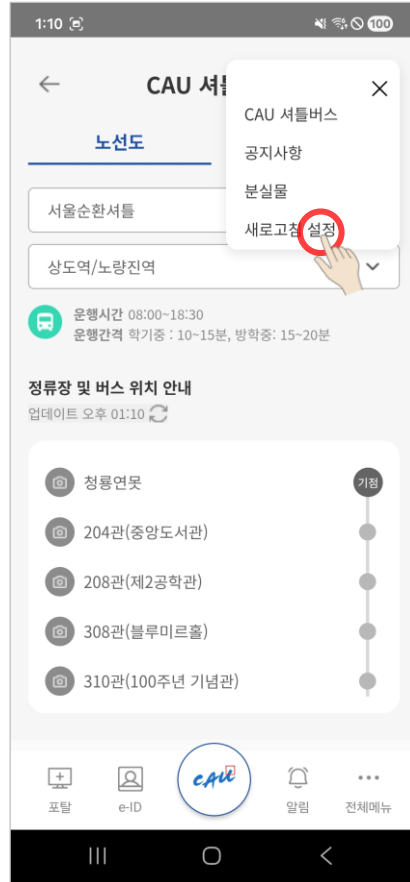 1:10
100
CAU 셔틀
CAU 셔틀버스
공지사항
분실물
새로고침 설정
노선도
서울순환셔틀
상도역/노량진역
운행시간 08:00~18:30
운행간격 학기중 : 10~15분, 방학중: 15~20분
정류장 및 버스 위치 안내
업데이트 오후 01:10
청룡연못
기점
204관(중앙도서관)
208관(제2공학관)
308관(블루미르홀)
310관(100주년 기념관)
포탈
e-ID
CAU
알림
전체메뉴